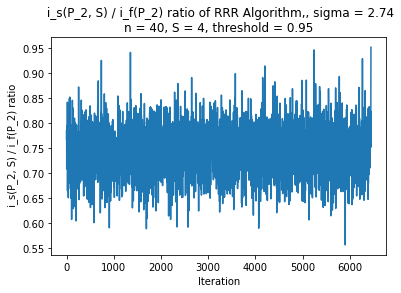 i_s(P_2, S) / i_f(P_2) ratio of RRR Algorithm,, sigma = 2.74
n = 40, S = 4, threshold = 0.95
i_s(P_2, S) / i_f(P_2) ratio
0.95
0.90
0.85
0.80
0.75
0.70
0.65
0.60
0.55
0 1000 2000 3000 4000 5000 6000
Iteration